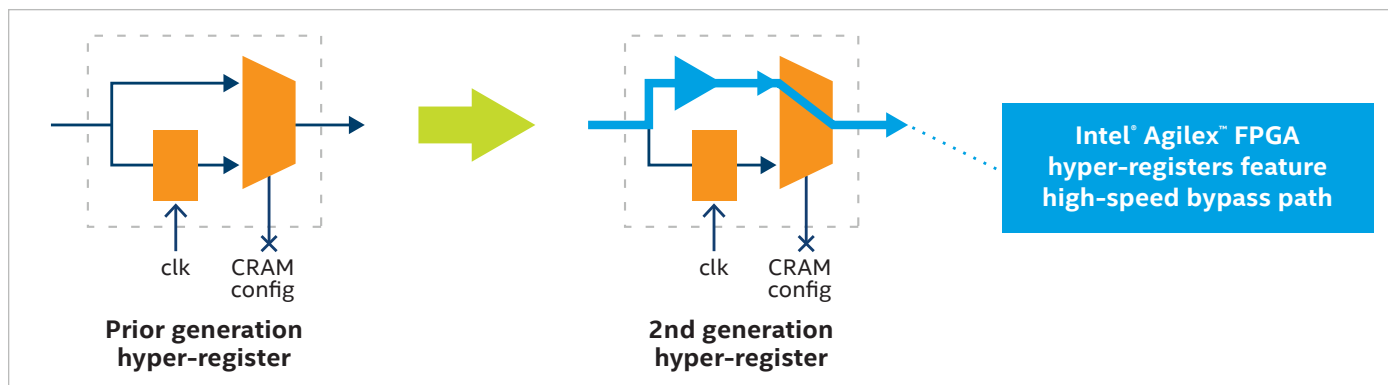 clk
CRAM
config
Prior generation
hyper-register
clk
CRAM
config
2nd generation
hyper-register
Intel® Agilex™ FPGA
hyper-registers feature
high-speed bypass path